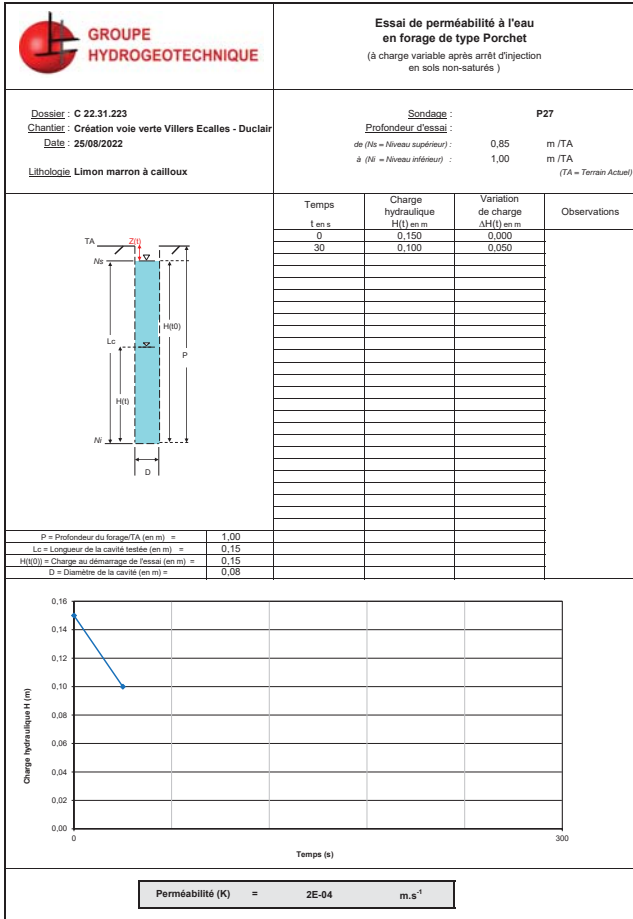 GROUPE
HYDROGEOTECHNIQUE
Essai de perméabilité à l'eau
en forage de type Porchet
(à charge variable après arrêt d'injection
en sols non-saturés )
Dossier : C 22.31.223
Chantier : Création voie verte Villers Ecalles - Duclair
Date : 25/08/2022
Lithologie Limon marron à cailloux
Sondage : P27
Profondeur d'essai :
de (Ns = Niveau supérieur) : 0,85 m /TA
à (Ni = Niveau inférieur) : 1,00 m /TA
(TA = Terrain Actuel)
Temps Charge hydraulique Variation de charge Observations
t en s H(t) en m ΔH(t) en m
0 0,150 0,000
30 0,100 0,050
TA Z(t)
Ns
H(t0)
Lc
P
H(t)
Ni
D
P = Profondeur du forage/TA (en m) = 1,00
Lc = Longueur de la cavité testée (en m) = 0,15
H(t(0)) = Charge au démarrage de l'essai (en m) = 0,15
D = Diamètre de la cavité (en m) = 0,08
Charge hydraulique H (m)
0,16
0,14
0,12
0,10
0,08
0,06
0,04
0,02
0,00
0 300
Temps (s)
Perméabilité (K) = 2E-04 m.s⁻¹